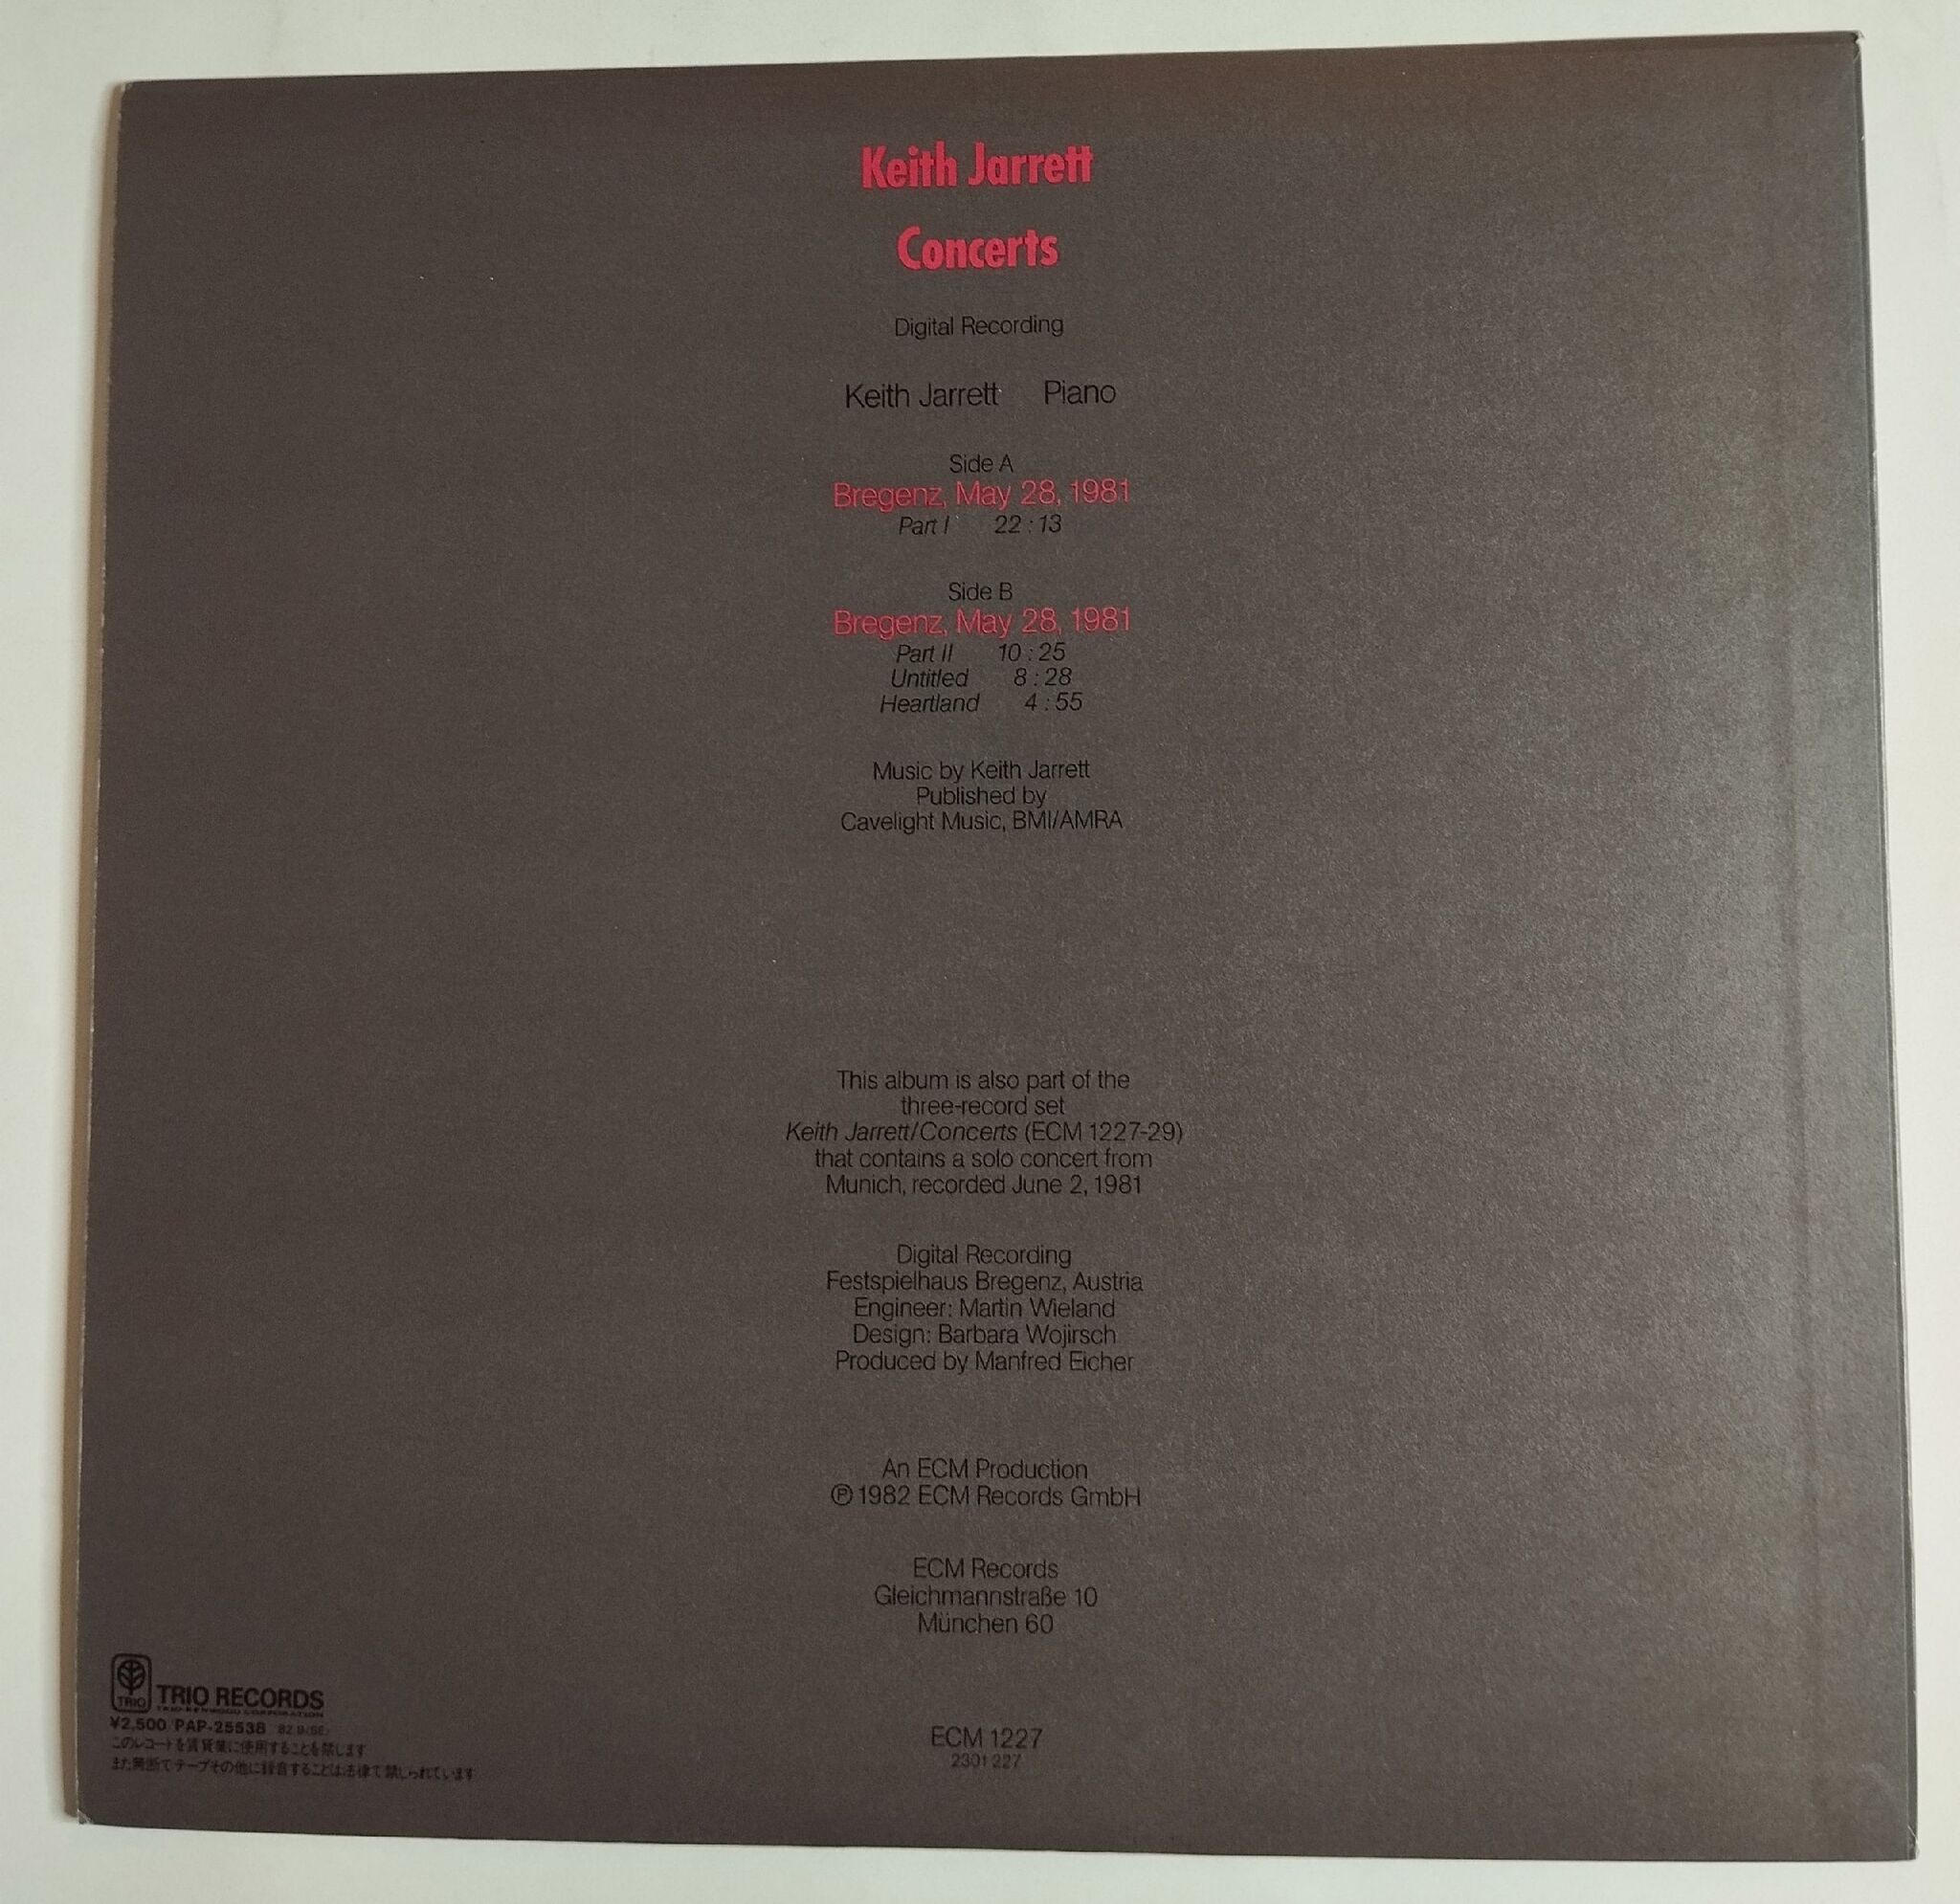 Keith Jarrett
Concerts
Digital Recording
Keith Jarrett Piano
Side A
Bregenz, May 28, 1981
Part I 22:13
Side B
Bregenz, May 28, 1981
Part II 10:25
Untitled 8:28
Heartland 4:55
Music by Keith Jarrett
Published by
Cavelight Music, BMI/AMRA
This album is also part of the
three-record set
Keith Jarrett/Concerts (ECM 1227-29)
that contains a solo concert from
Munich, recorded June 2, 1981
Digital Recording
Festspielhaus Bregenz, Austria
Engineer: Martin Wieland
Design: Barbara Wojirsch
Produced by Manfred Eicher
An ECM Production
Ⓟ 1982 ECM Records GmbH
ECM Records
Gleichmannstraße 10
München 60
TRIO
TRIO RECORDS
TRIO-KENWOOD CORPORATION
¥2,500 PAP-25538 '82.9(SE)
このレコードを賃貸業に使用することを禁じます
また無断でテープその他に録音することは法律で禁じられています
ECM 1227
2301 227